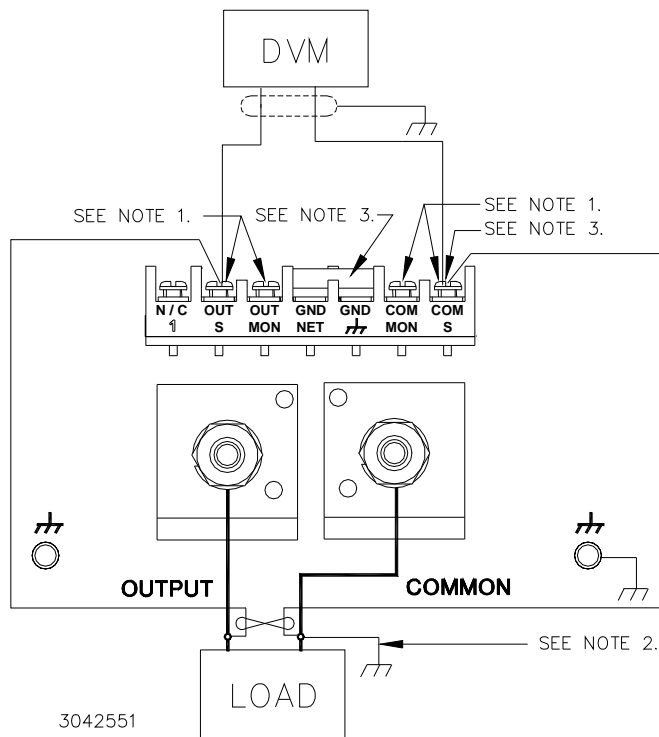 DVM
SEE NOTE 1.
SEE NOTE 3.
SEE NOTE 1.
SEE NOTE 3.
N / C OUT OUT GND GND COM COM
1 S MON NET MON S
OUTPUT
COMMON
SEE NOTE 2.
LOAD
3042551